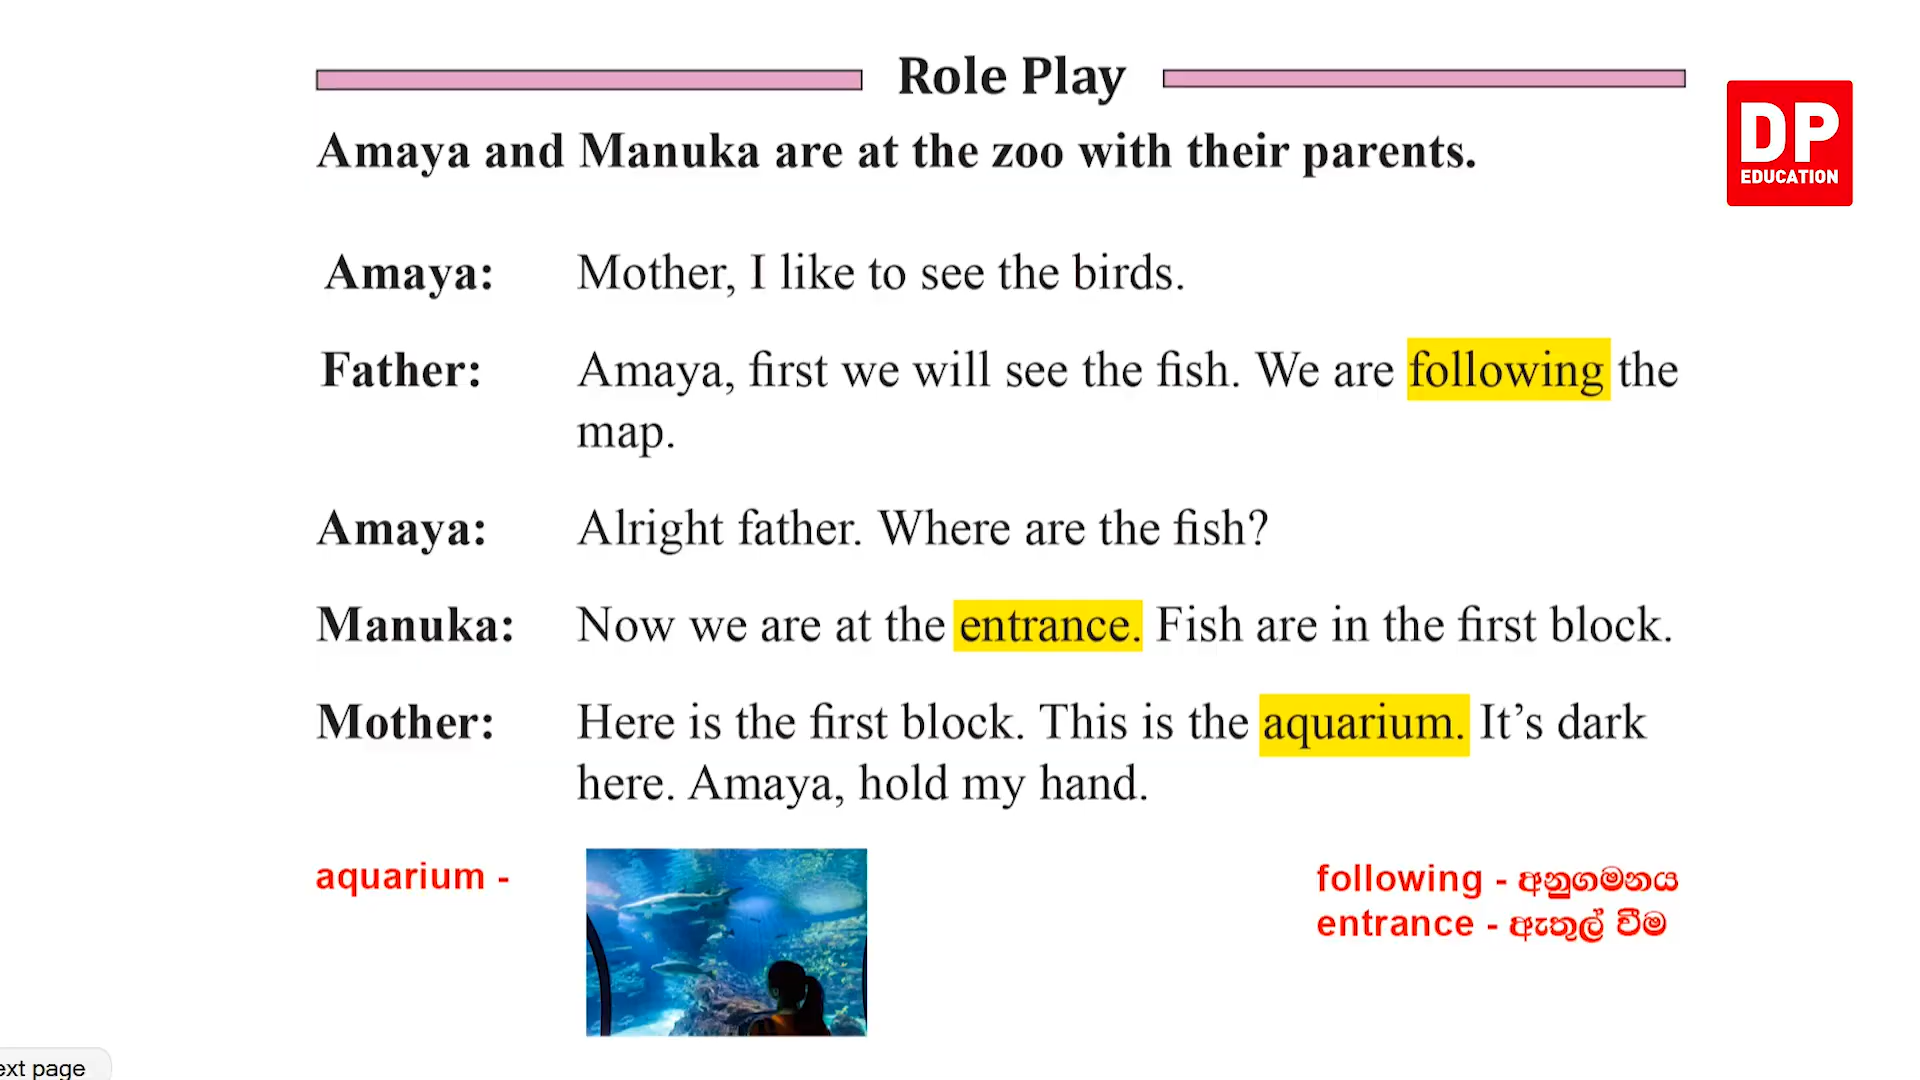 Role Play
DP
EDUCATION
Amaya and Manuka are at the zoo with their parents.
Amaya: Mother, I like to see the birds.
Father: Amaya, first we will see the fish. We are following the
map.
Amaya: Alright father. Where are the fish?
Manuka: Now we are at the entrance. Fish are in the first block.
Mother: Here is the first block. This is the aquarium. It’s dark
here. Amaya, hold my hand.
aquarium -
following - අනුගමනය
entrance - ඇතුල් වීම
ext page